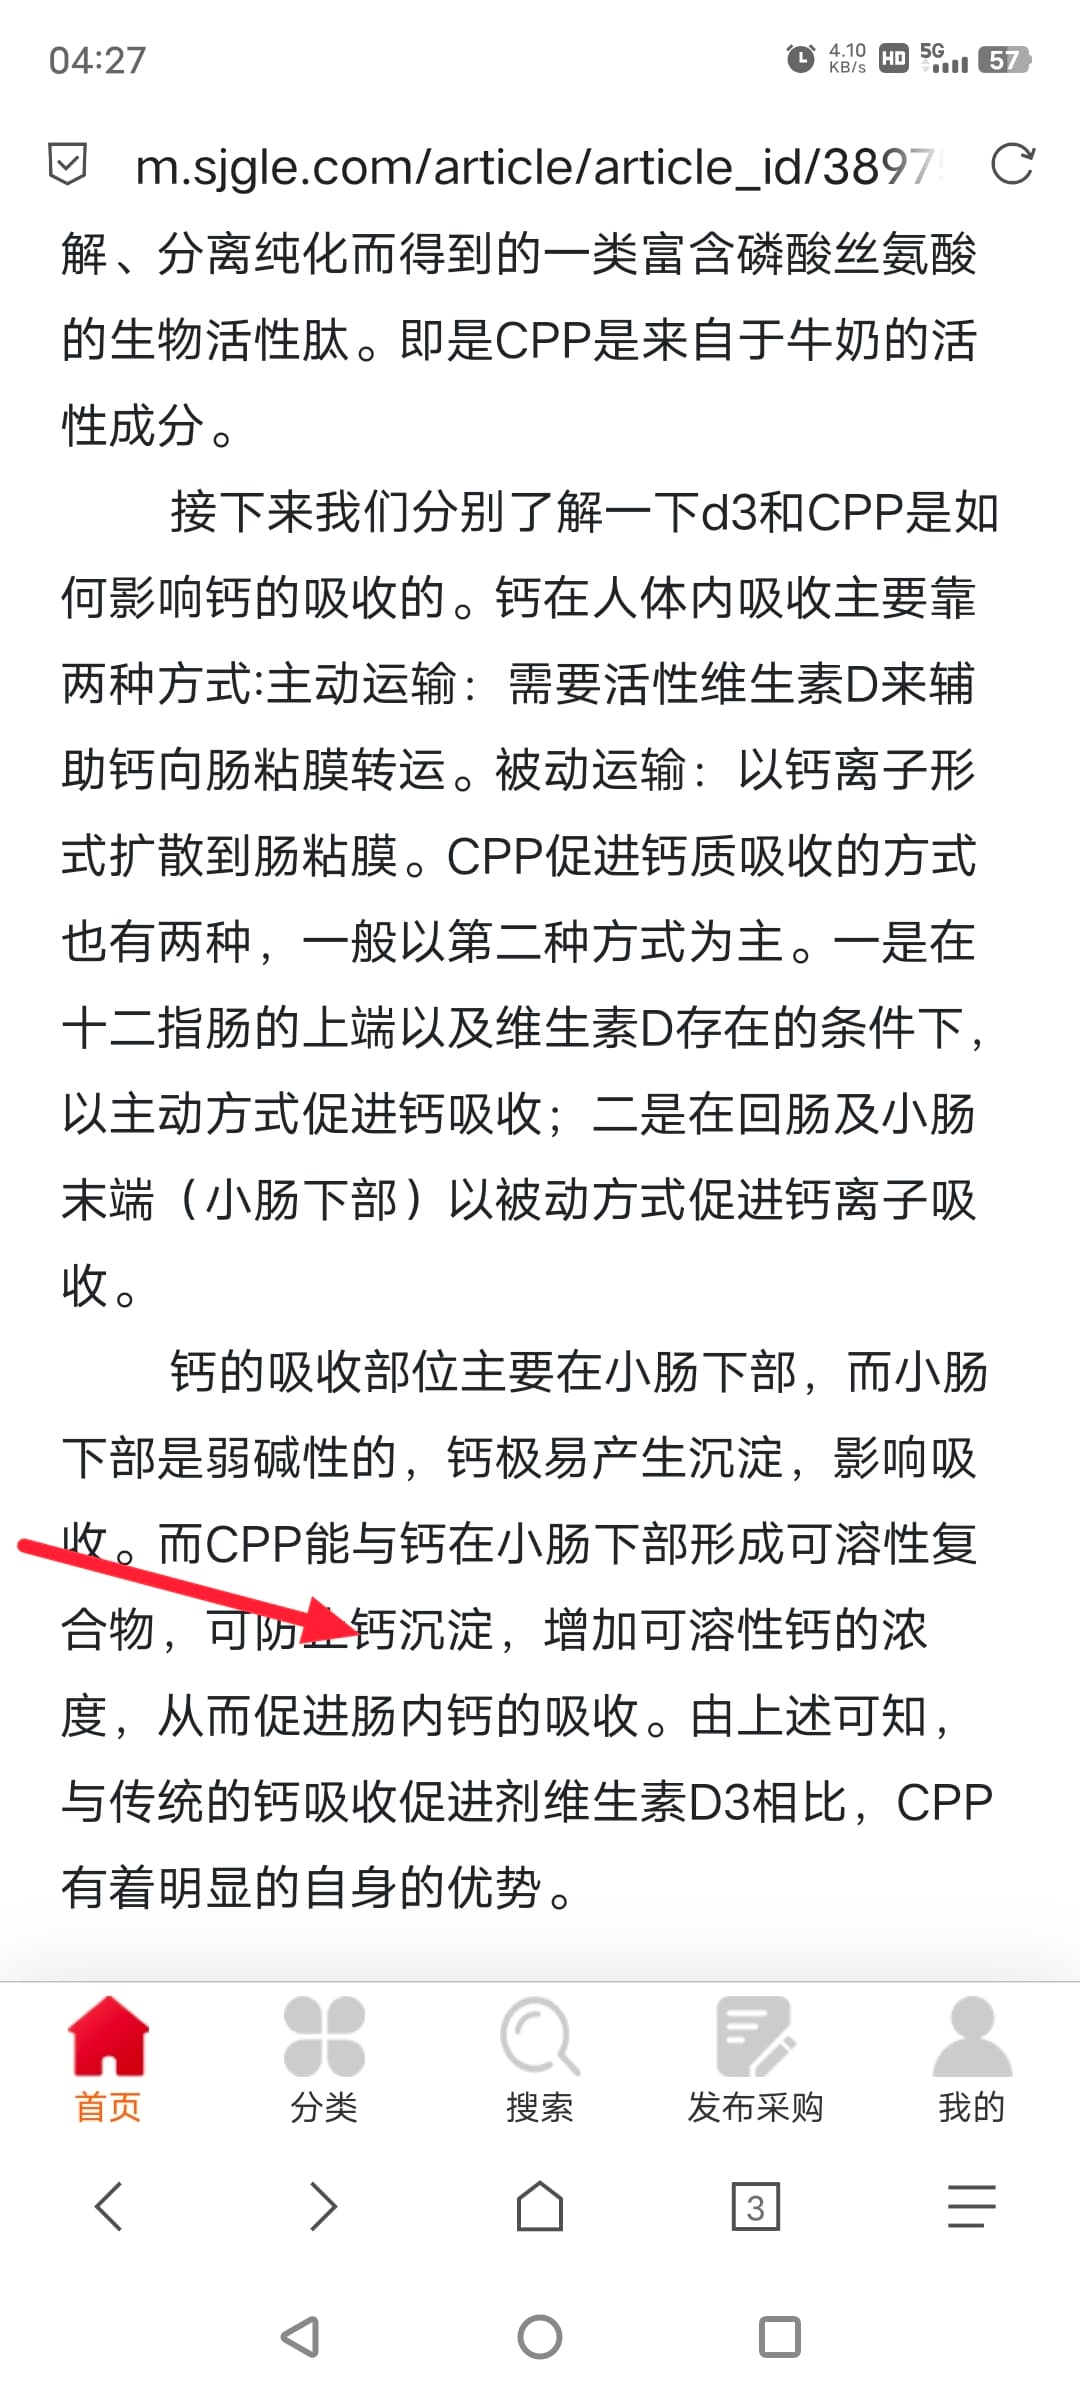 04:27
4.10 KB/s HD 5G 57
m.sjgle.com/article/article_id/3897
解、分离纯化而得到的一类富含磷酸丝氨酸
的生物活性肽。即是CPP是来自于牛奶的活
性成分。
接下来我们分别了解一下d3和CPP是如
何影响钙的吸收的。钙在人体内吸收主要靠
两种方式:主动运输：需要活性维生素D来辅
助钙向肠粘膜转运。被动运输：以钙离子形
式扩散到肠粘膜。CPP促进钙质吸收的方式
也有两种，一般以第二种方式为主。一是在
十二指肠的上端以及维生素D存在的条件下，
以主动方式促进钙吸收；二是在回肠及小肠
末端（小肠下部）以被动方式促进钙离子吸
收。
钙的吸收部位主要在小肠下部，而小肠
下部是弱碱性的，钙极易产生沉淀，影响吸
收。而CPP能与钙在小肠下部形成可溶性复
合物，可防止钙沉淀，增加可溶性钙的浓
度，从而促进肠内钙的吸收。由上述可知，
与传统的钙吸收促进剂维生素D3相比，CPP
有着明显的自身的优势。
首页 分类 搜索 发布采购 我的
3